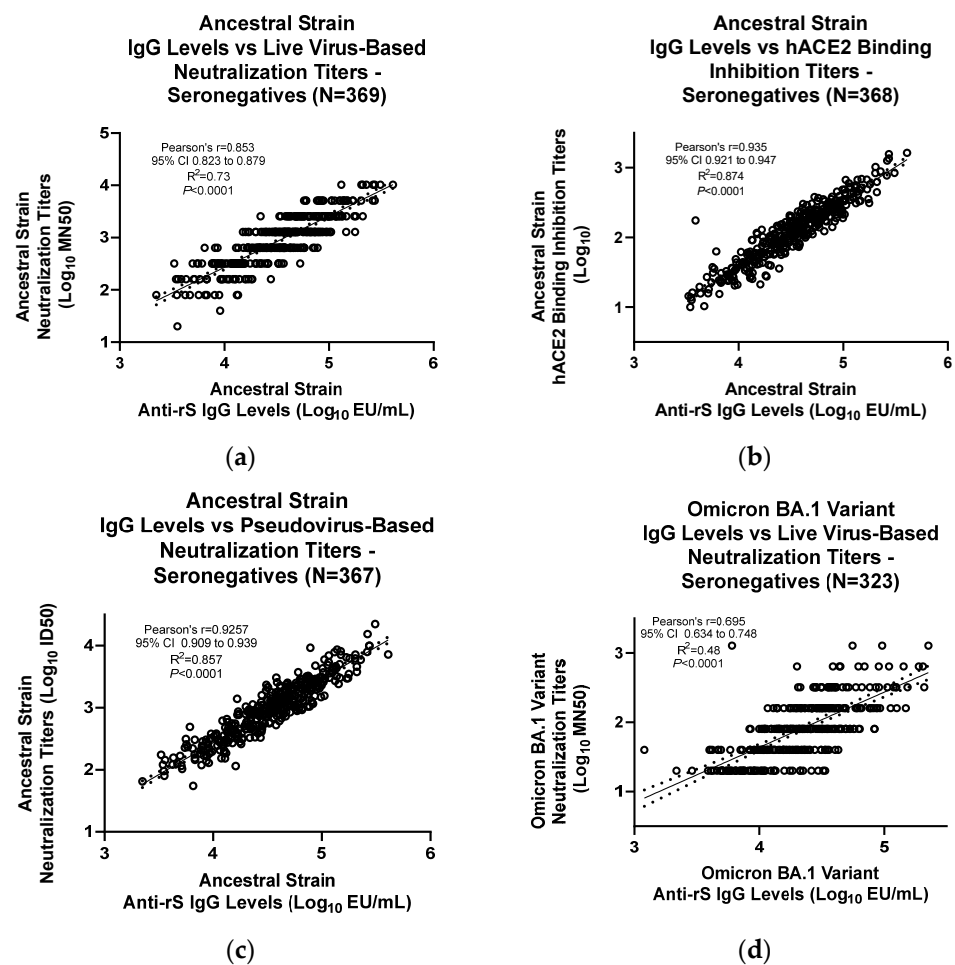 Ancestral Strain
IgG Levels vs Live Virus-Based
Neutralization Titers -
Seronegatives (N=369)
Pearson's r=0.853
95% CI 0.823 to 0.879
R²=0.73
P<0.0001
5
4
3
2
1
3
4
5
6
Ancestral Strain
Neutralization Titers
(Log₁₀ MN50)
Ancestral Strain
Anti-rS IgG Levels (Log₁₀ EU/mL)
(a)
Ancestral Strain
IgG Levels vs hACE2 Binding
Inhibition Titers -
Seronegatives (N=368)
Pearson's r=0.935
95% CI 0.921 to 0.947
R²=0.874
P<0.0001
3
2
1
3
4
5
6
Ancestral Strain
hACE2 Binding Inhibition Titers
(Log₁₀)
Ancestral Strain
Anti-rS IgG Levels (Log₁₀ EU/mL)
(b)
Ancestral Strain
IgG Levels vs Pseudovirus-Based
Neutralization Titers -
Seronegatives (N=367)
Pearson's r=0.9257
95% CI 0.909 to 0.939
R²=0.857
P<0.0001
4
3
2
1
3
4
5
6
Ancestral Strain
Neutralization Titers (Log₁₀ ID50)
Ancestral Strain
Anti-rS IgG Levels (Log₁₀ EU/mL)
(c)
Omicron BA.1 Variant
IgG Levels vs Live Virus-Based
Neutralization Titers -
Seronegatives (N=323)
Pearson's r=0.695
95% CI 0.634 to 0.748
R²=0.48
P<0.0001
3
2
1
4
5
Omicron BA.1 Variant
Neutralization Titers
(Log₁₀ MN50)
Omicron BA.1 Variant
Anti-rS IgG Levels (Log₁₀ EU/mL)
(d)